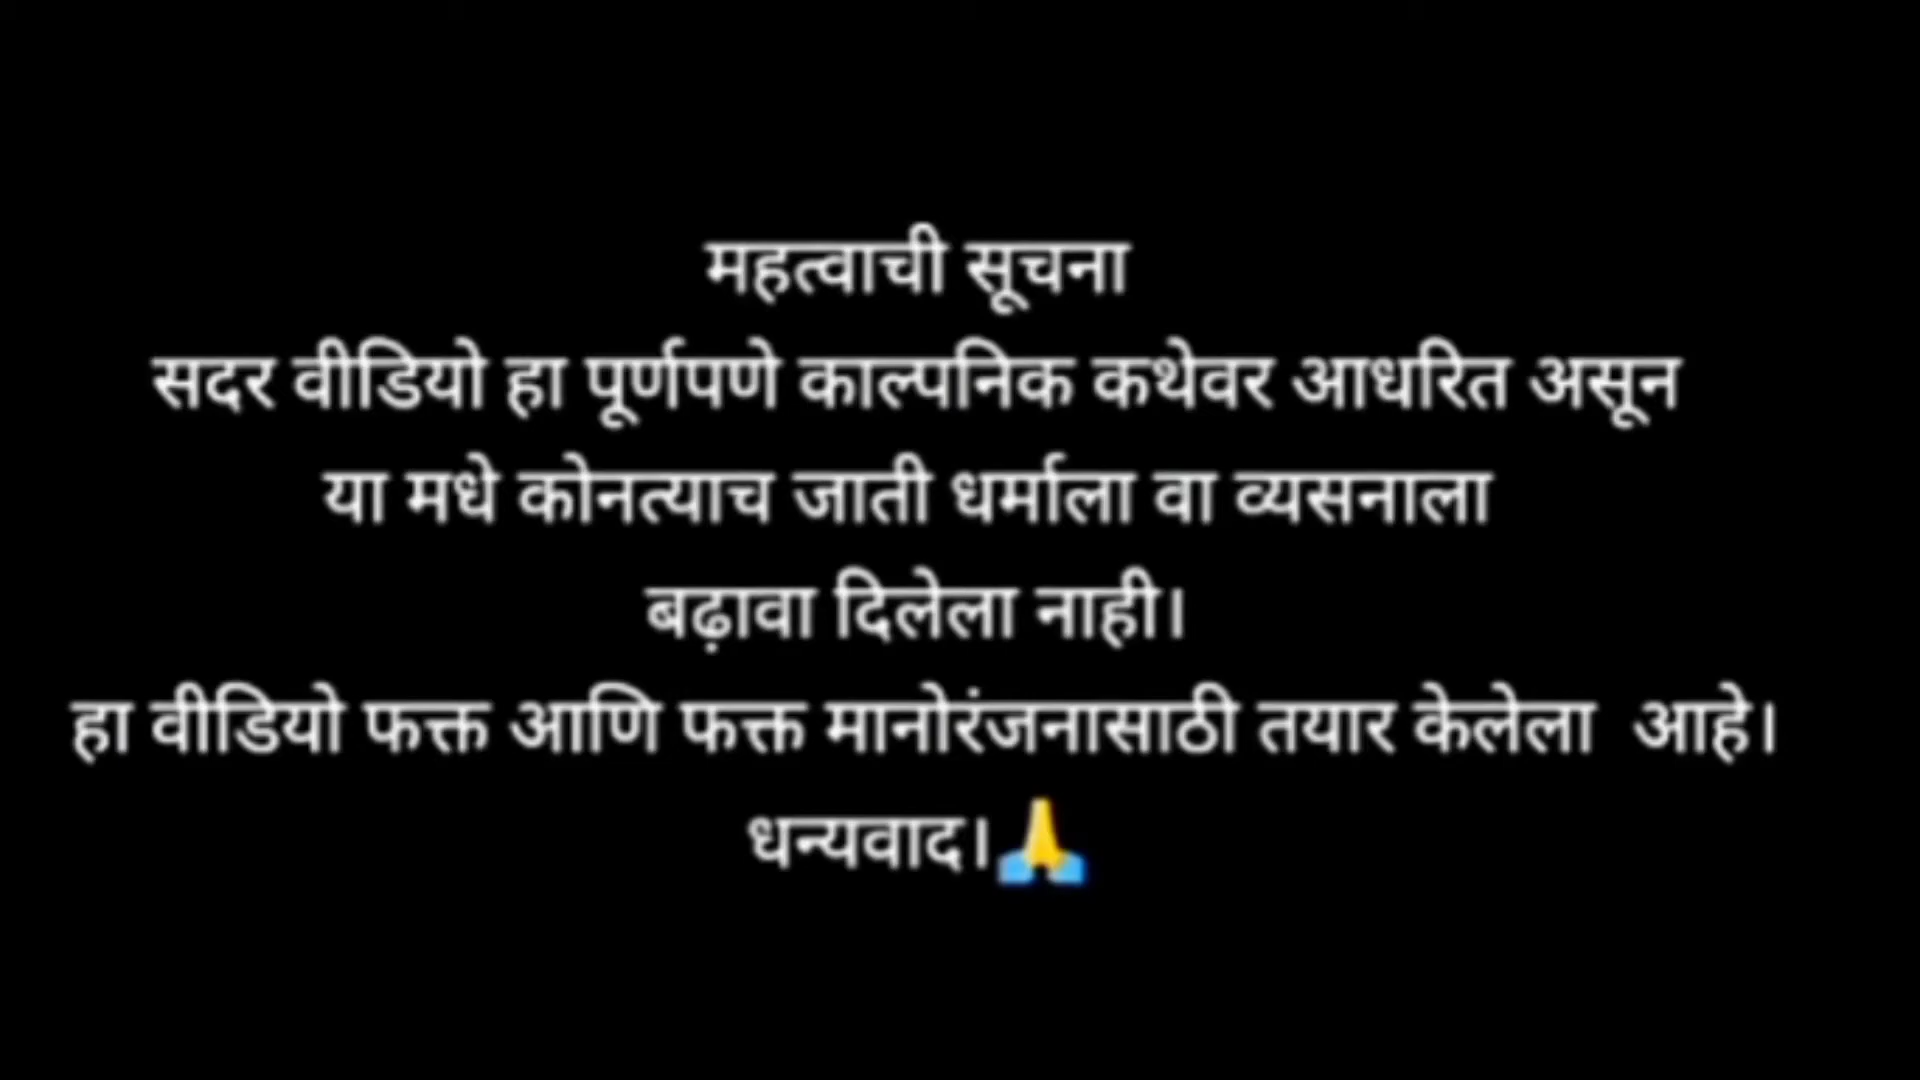 महत्वाची सूचना
सदर वीडियो हा पूर्णपणे काल्पनिक कथेवर आधरित असून
या मधे कोनत्याच जाती धर्माला वा व्यसनाला
बढ़ावा दिलेला नाही।
हा वीडियो फक्त आणि फक्त मानोरंजनासाठी तयार केलेला आहे।
धन्यवाद।🙏